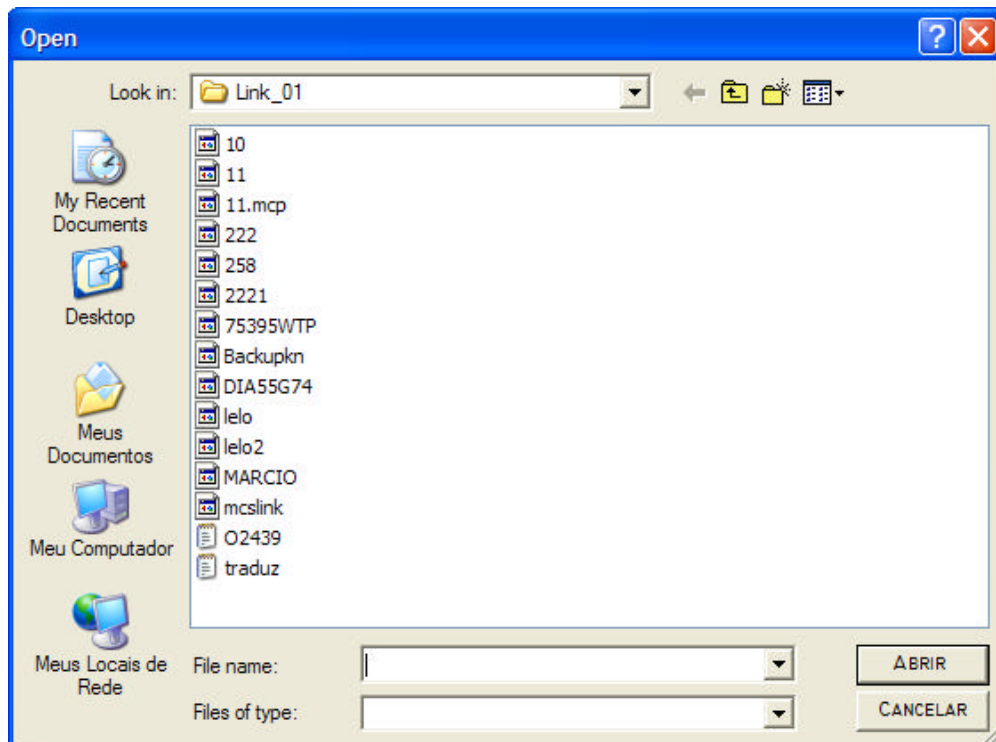 Open
Look in:
Link_01
My Recent
Documents
Desktop
Meus
Documentos
Meu Computador
Meus Locais de
Rede
10
11
11.mcp
222
258
2221
75395WTP
Backupkn
DIA55G74
lelo
lelo2
MARCIO
mcslink
O2439
traduz
File name:
ABRIR
Files of type:
CANCELAR